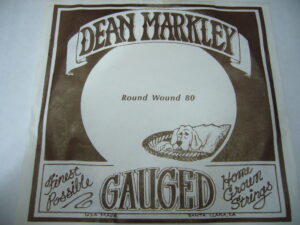 DEAN MARKLEY
Round Wound 80
Finest
Possible
GAUGED
Home
Grown
Strings
USA MADE
SANTA CLARA, CA